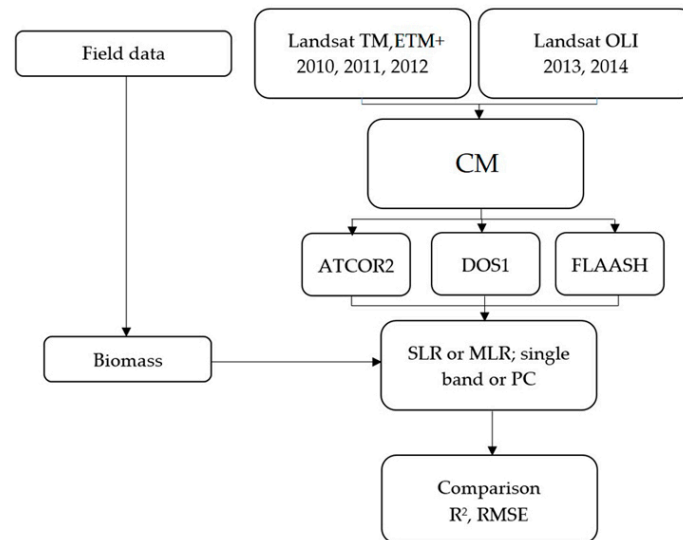 Field data
Landsat TM,ETM+
2010, 2011, 2012
Landsat OLI
2013, 2014
CM
ATCOR2
DOS1
FLAASH
Biomass
SLR or MLR; single
band or PC
Comparison
R², RMSE